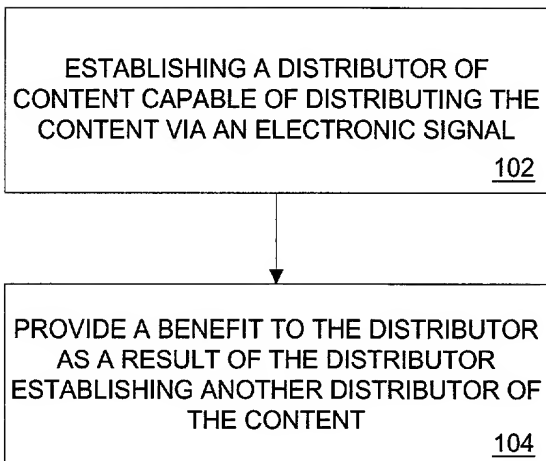 ESTABLISHING A DISTRIBUTOR OF
CONTENT CAPABLE OF DISTRIBUTING THE
CONTENT VIA AN ELECTRONIC SIGNAL
102
PROVIDE A BENEFIT TO THE DISTRIBUTOR
AS A RESULT OF THE DISTRIBUTOR
ESTABLISHING ANOTHER DISTRIBUTOR OF
THE CONTENT
104